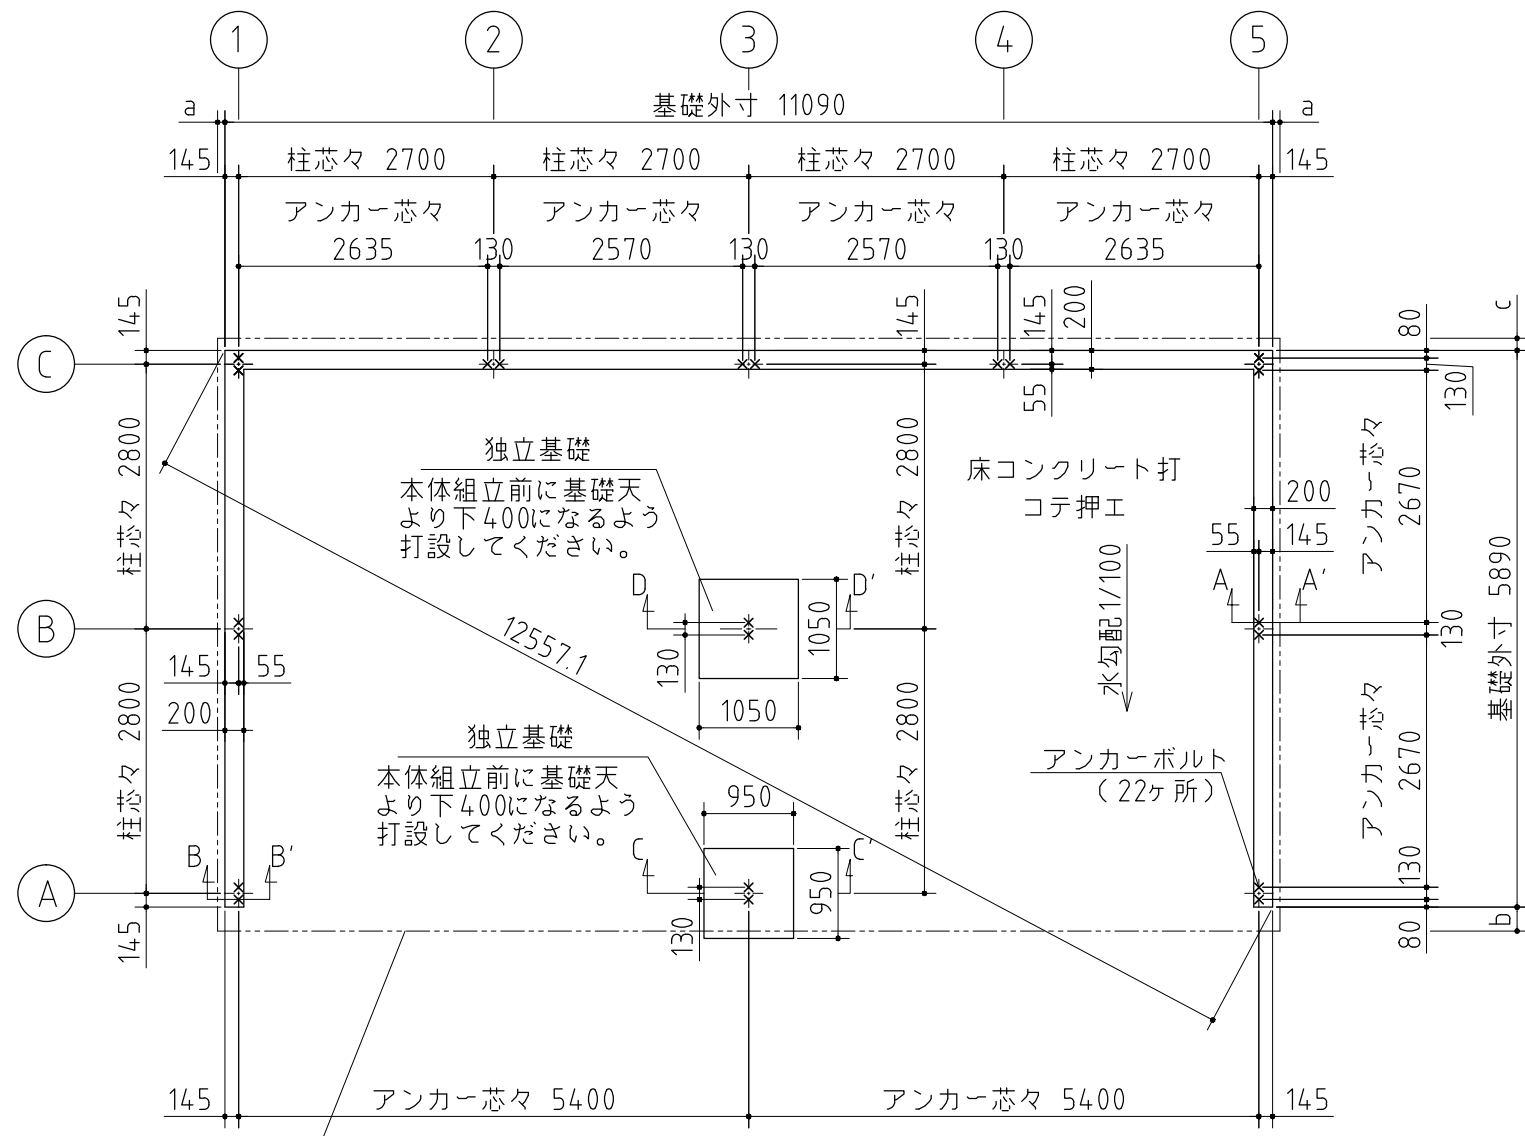 1 2 3 4 5
a 基礎外寸 11090 a
145 柱芯々 2700 柱芯々 2700 柱芯々 2700 柱芯々 2700 145
アンカー芯々 アンカー芯々 アンカー芯々 アンカー芯々
2635 130 2570 130 2570 130 2635
145 145 145 200 80 c
C
55 130
柱芯々 2800
独立基礎
本体組立前に基礎天
より下400になるよう
打設してください。
柱芯々 2800
床コンクリート打
コテ押エ
アンカー芯々 2670
200
55 145
D D'
A A'
B
1050
130
1050
12557.1
水勾配1/100
130
基礎外寸 5890
145 55
200
柱芯々 2800
独立基礎
本体組立前に基礎天
より下400になるよう
打設してください。
950
柱芯々 2800
アンカーボルト
（22ヶ所）
アンカー芯々 2670
B B'
C C'
A
950
130
130
145
80
b
145 アンカー芯々 5400 アンカー芯々 5400 145